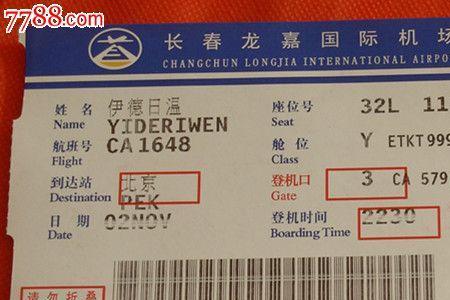 7788.com
长春龙嘉国际机场
CHANGCHUN LONGJIA INTERNATIONAL AIRPOR
姓名 伊德日温 座位号 32L 11
Name YIDERIWEN Seat
航班号 CA1648 舱位 Y ETKT999
Flight Class
到达站 北京 登机口 3 CA 579
Destination PEK Gate
日期 02NOV 登机时间 2230
Date Boarding Time
请勿折叠